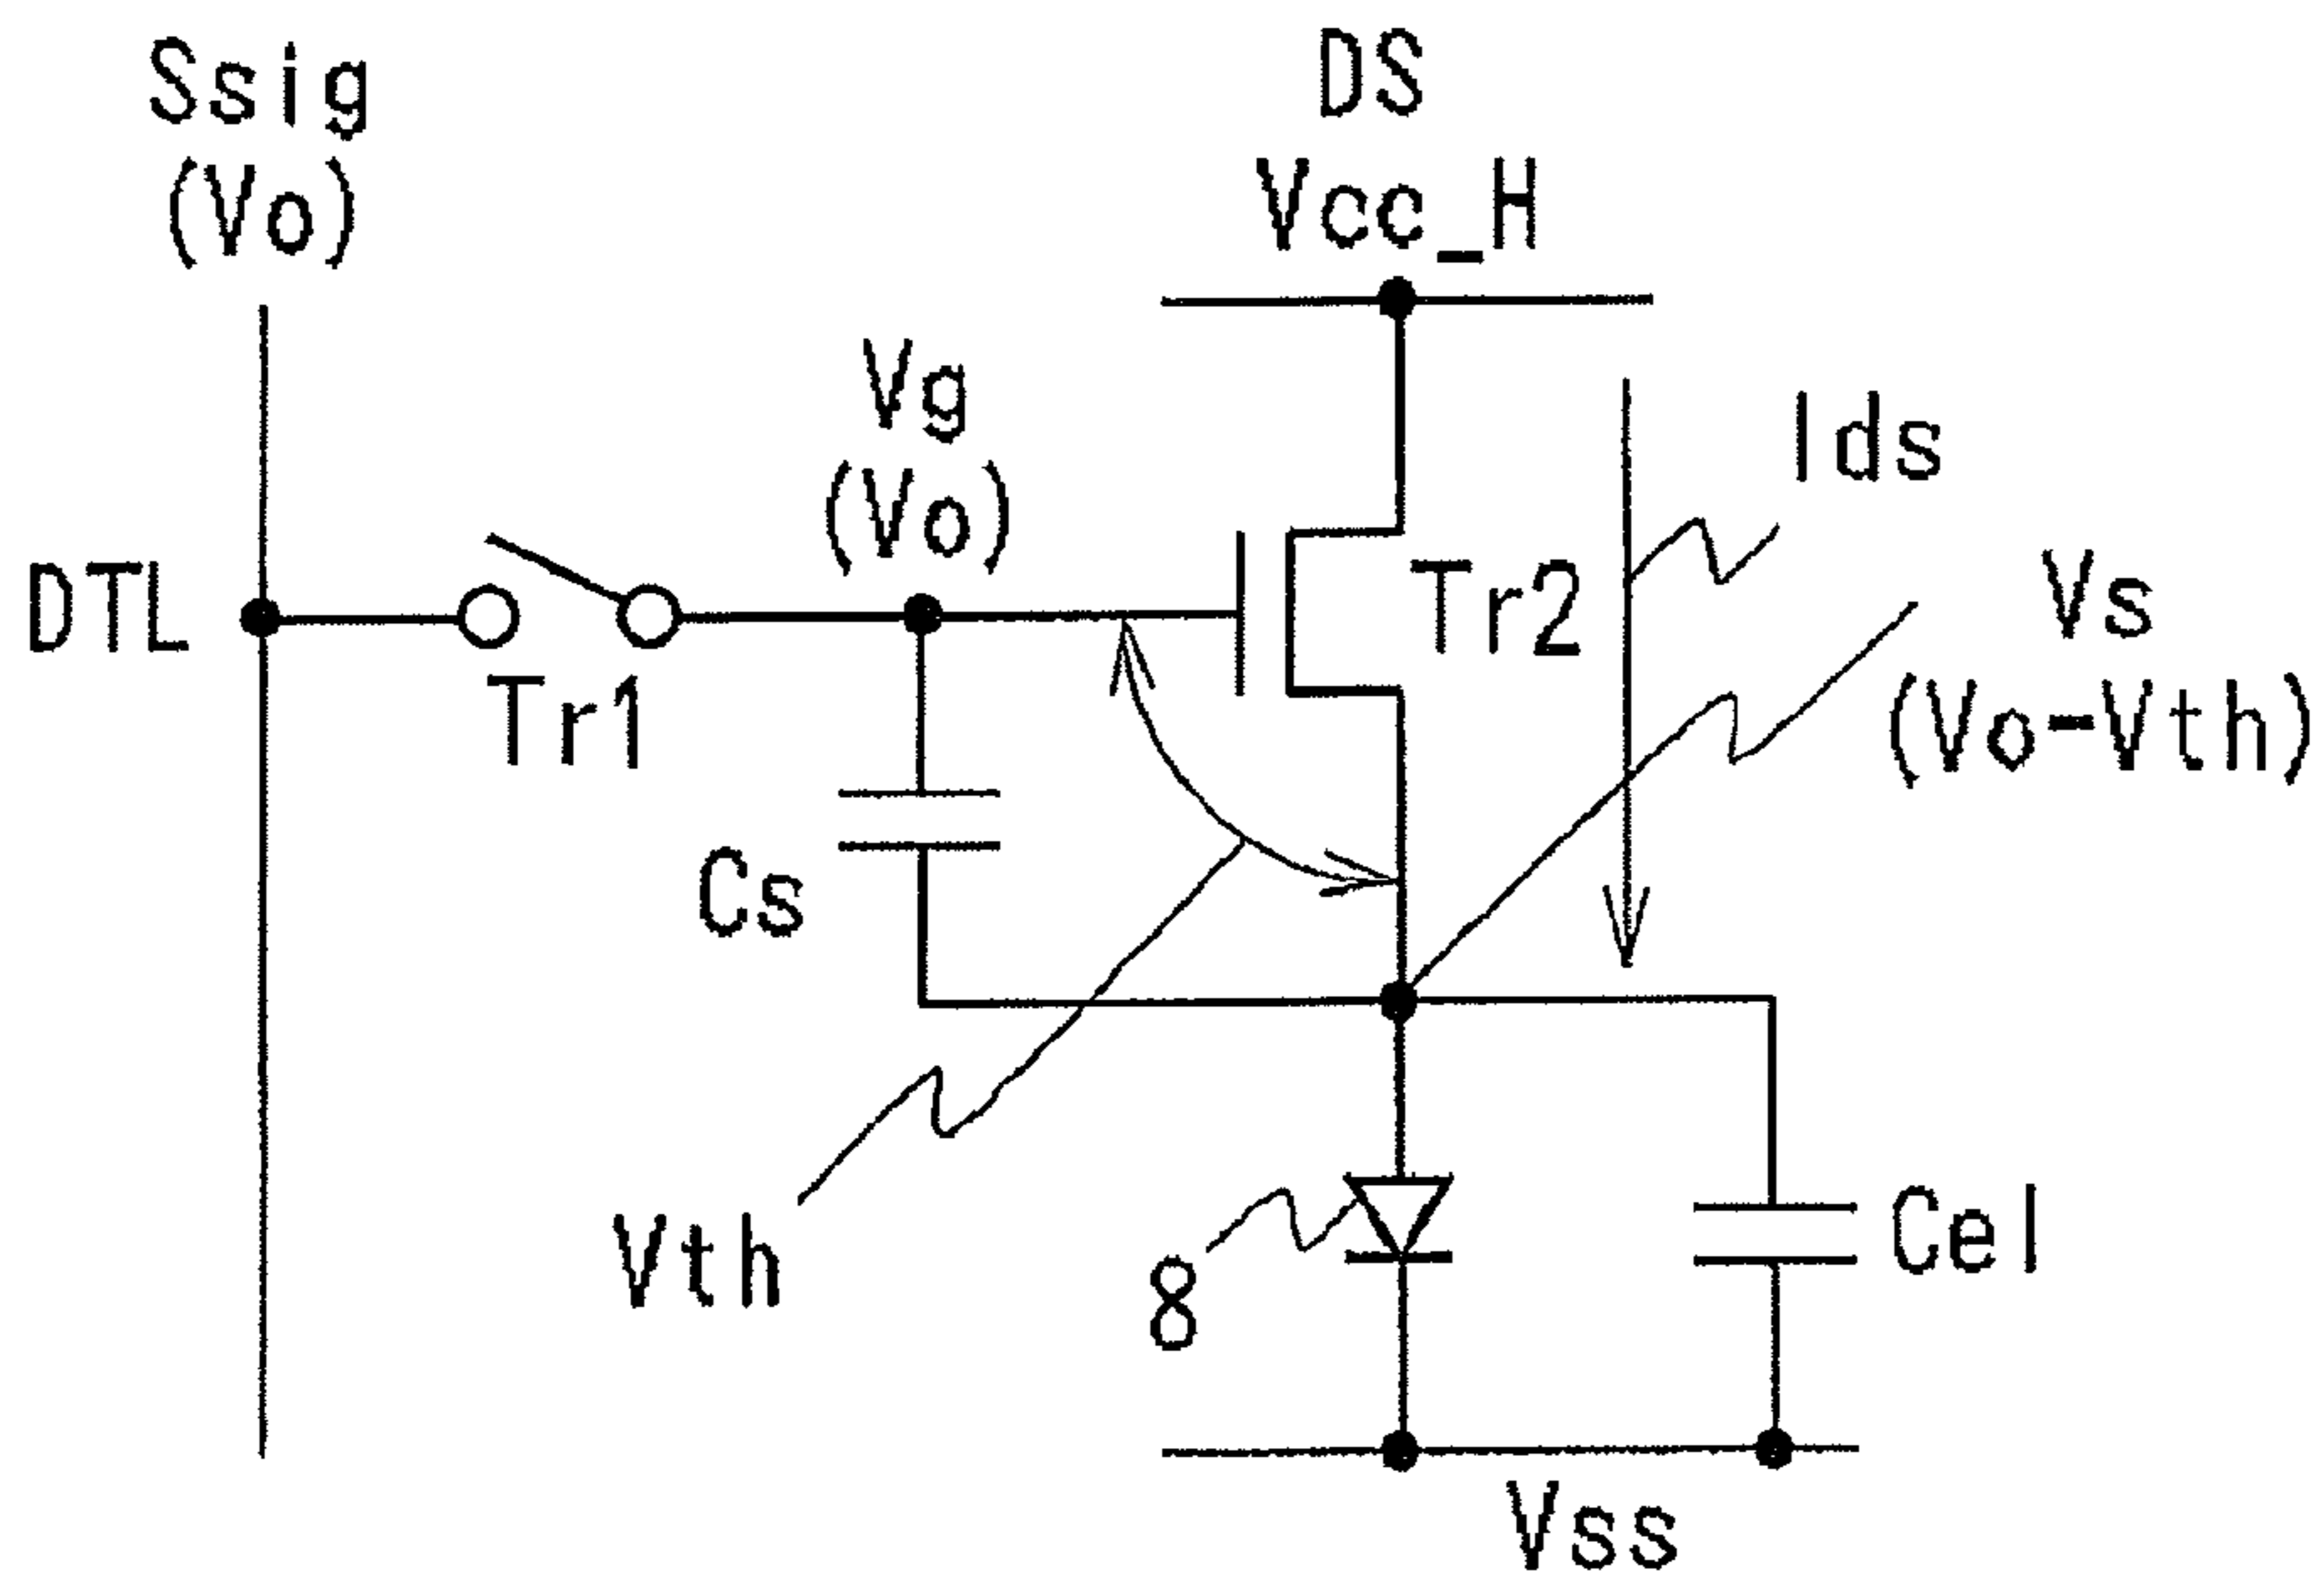 Ssig
(Vo)
DS
Vcc_H
Vg
(Vo)
Ids
DTL
Tr1
Tr2
Vs
(Vo-Vth)
Cs
Vth
8
Cel
Vss